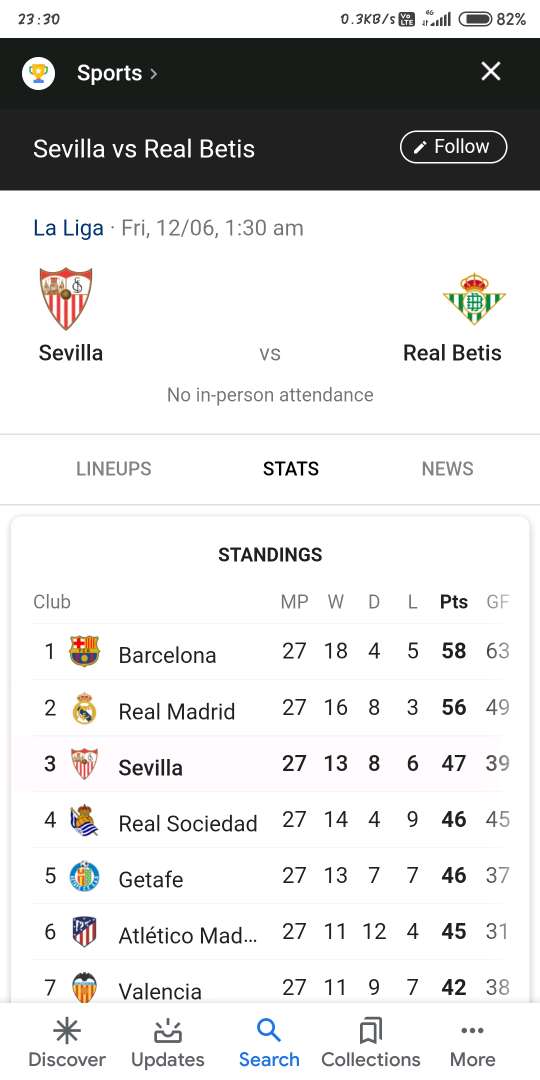 23:30 0.3KB/s Vo LTE 4G 82%
Sports
Sevilla vs Real Betis Follow
La Liga · Fri, 12/06, 1:30 am
Sevilla vs Real Betis
No in-person attendance
LINEUPS STATS NEWS
STANDINGS
Club MP W D L Pts GF
1 Barcelona 27 18 4 5 58 63
2 Real Madrid 27 16 8 3 56 49
3 Sevilla 27 13 8 6 47 39
4 Real Sociedad 27 14 4 9 46 45
5 Getafe 27 13 7 7 46 37
6 Atlético Mad... 27 11 12 4 45 31
7 Valencia 27 11 9 7 42 38
Discover Updates Search Collections More